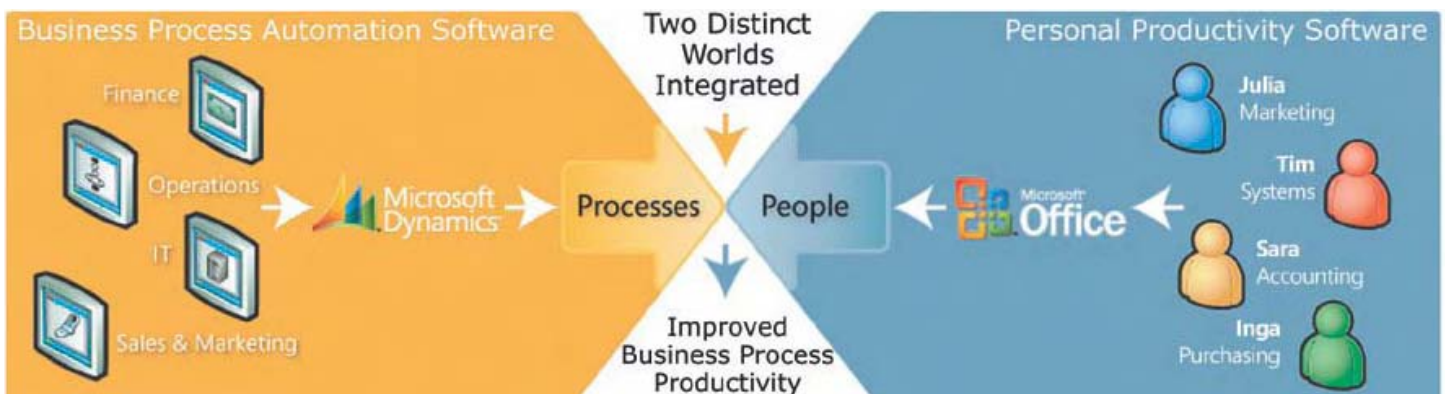 Business Process Automation Software
Finance
Operations
IT
Sales & Marketing
Microsoft
Dynamics
Processes
Two Distinct
Worlds
Integrated
Improved
Business Process
Productivity
People
Microsoft
Office
Personal Productivity Software
Julia
Marketing
Tim
Systems
Sara
Accounting
Inga
Purchasing